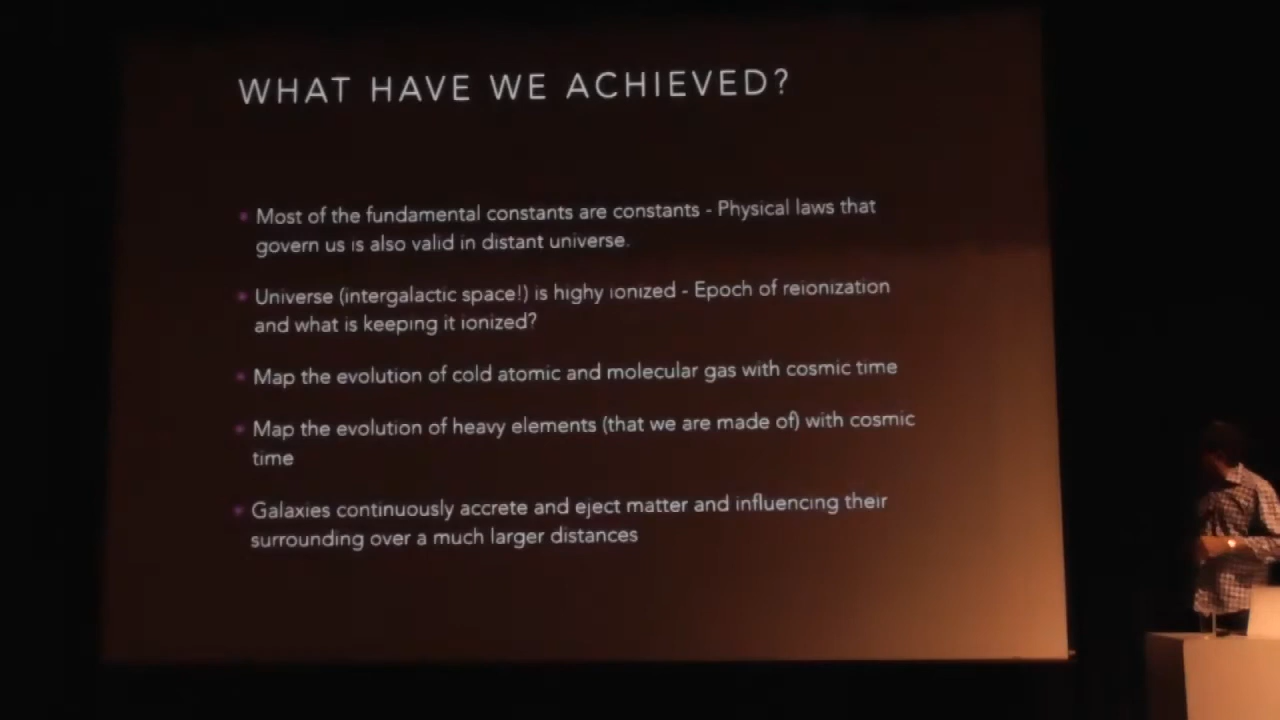 WHAT HAVE WE ACHIEVED?
Most of the fundamental constants are constants - Physical laws that
govern us is also valid in distant universe.
Universe (intergalactic space!) is highy ionized - Epoch of reionization
and what is keeping it ionized?
Map the evolution of cold atomic and molecular gas with cosmic time
Map the evolution of heavy elements (that we are made of) with cosmic
time
Galaxies continuously accrete and eject matter and influencing their
surrounding over a much larger distances